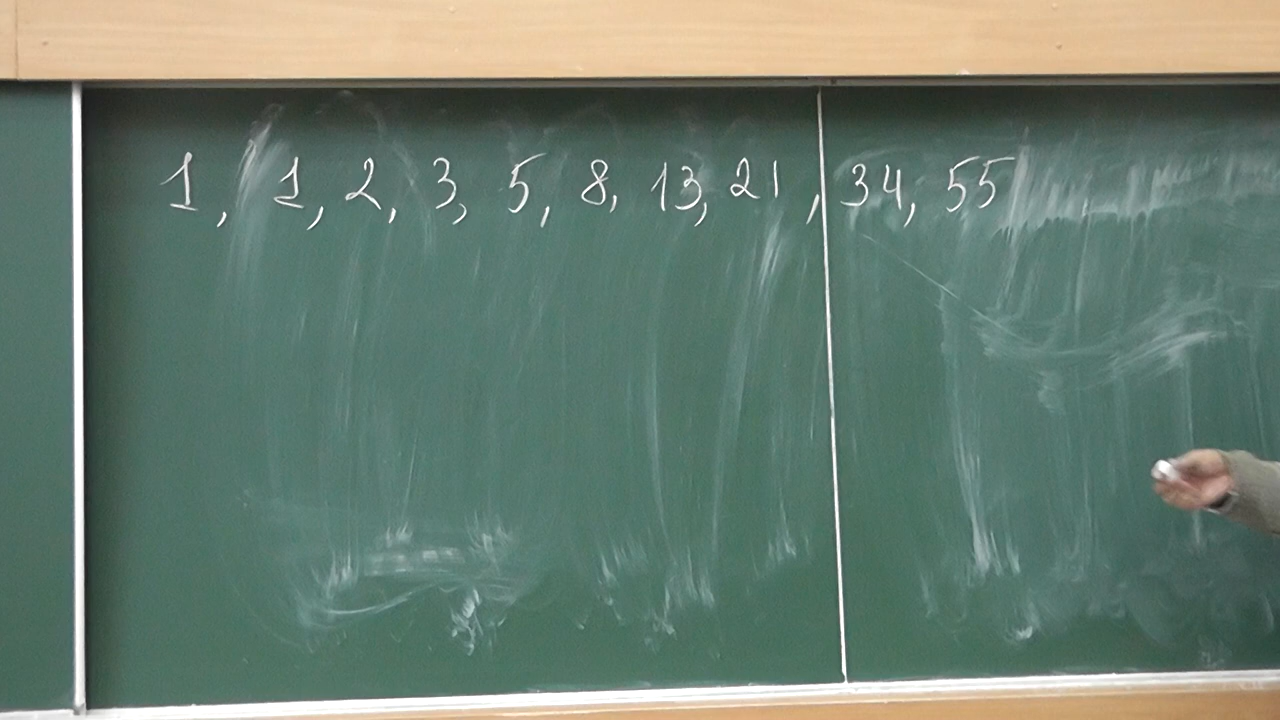 1, 1, 2, 3, 5, 8, 13, 21, 34, 55